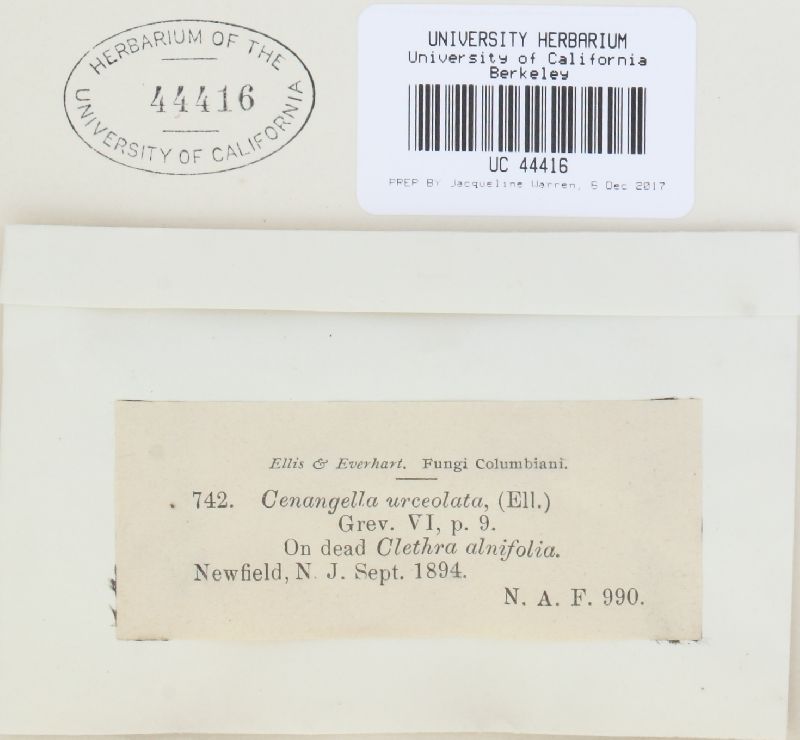 HERBARIUM OF THE
44416
UNIVERSITY OF CALIFORNIA
UNIVERSITY HERBARIUM
University of California
Berkeley
UC 44416
PREP BY Jacqueline Warren, 5 Dec 2017
Ellis & Everhart. Fungi Columbiani.
742. Cenangella urceolata, (Ell.)
Grev. VI, p. 9.
On dead Clethra alnifolia.
Newfield, N. J. Sept. 1894.
N. A. F. 990.